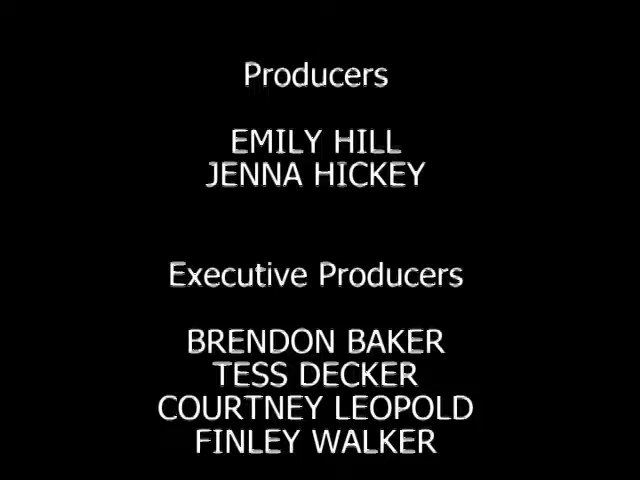 Producers
EMILY HILL
JENNA HICKEY
Executive Producers
BRENDON BAKER
TESS DECKER
COURTNEY LEOPOLD
FINLEY WALKER